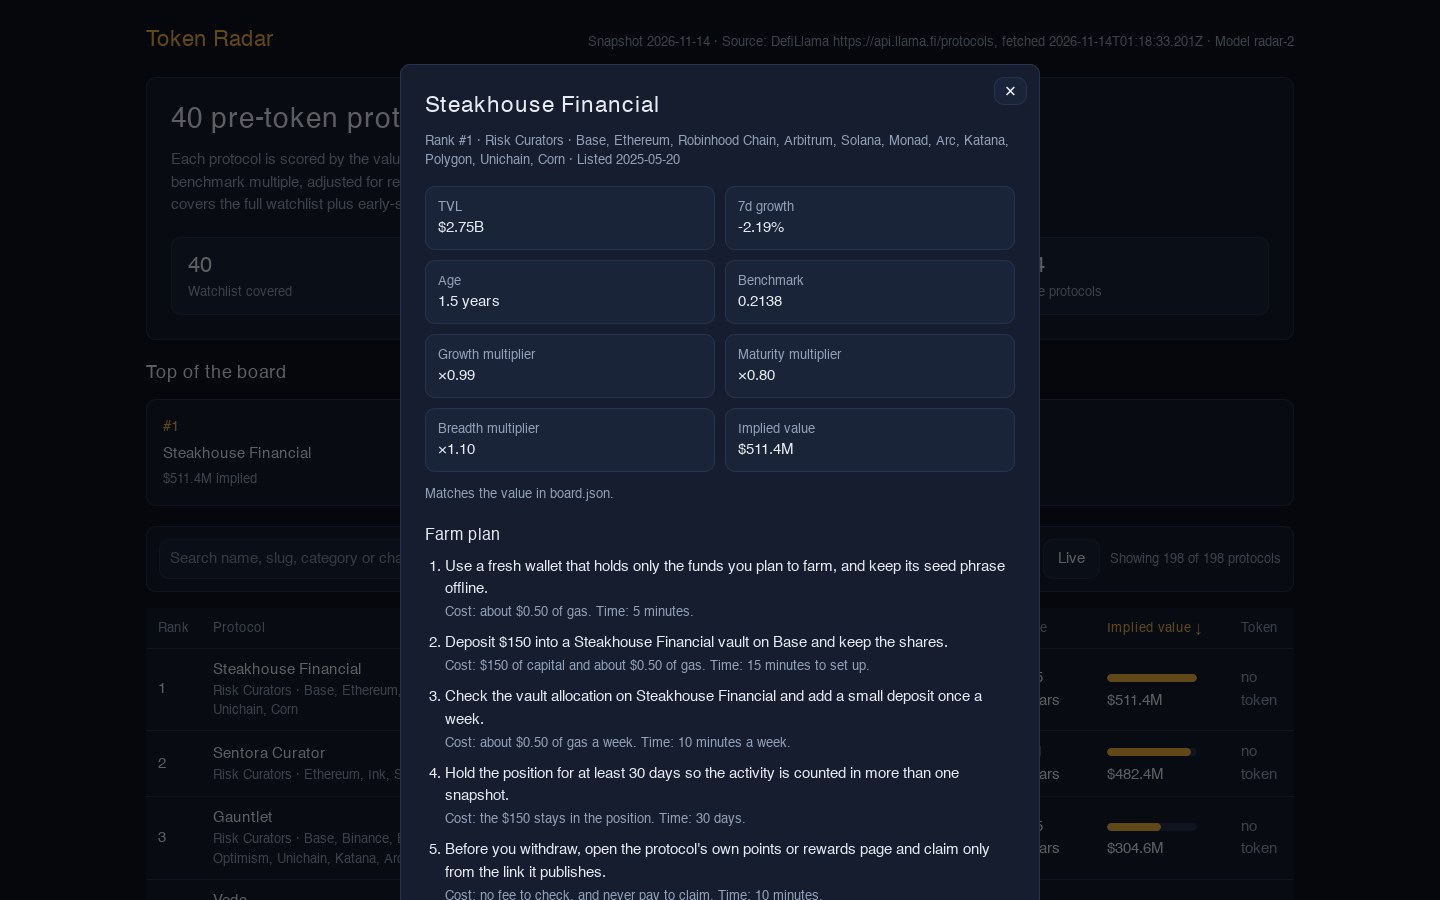 Token Radar
Snapshot 2026-11-14 · Source: DefiLlama https://api.llama.fi/protocols, fetched 2026-11-14T01:18:33.201Z · Model radar-2
40 pre-token prot
Each protocol is scored by the valu
benchmark multiple, adjusted for re
covers the full watchlist plus early-s
40
Watchlist covered
4
e protocols
Top of the board
#1
Steakhouse Financial
$511.4M implied
Search name, slug, category or cha
Live
Showing 198 of 198 protocols
Rank
Protocol
e
Implied value ↓
Token
1
Steakhouse Financial
Risk Curators · Base, Ethereum,
Unichain, Corn
5
ars
$511.4M
no
token
2
Sentora Curator
Risk Curators · Ethereum, Ink, S
ars
$482.4M
no
token
3
Gauntlet
Risk Curators · Base, Binance,
Optimism, Unichain, Katana, Arc
5
ars
$304.6M
no
token
Veda
Steakhouse Financial
×
Rank #1 · Risk Curators · Base, Ethereum, Robinhood Chain, Arbitrum, Solana, Monad, Arc, Katana,
Polygon, Unichain, Corn · Listed 2025-05-20
TVL
$2.75B
7d growth
-2.19%
Age
1.5 years
Benchmark
0.2138
Growth multiplier
×0.99
Maturity multiplier
×0.80
Breadth multiplier
×1.10
Implied value
$511.4M
Matches the value in board.json.
Farm plan
1. Use a fresh wallet that holds only the funds you plan to farm, and keep its seed phrase
offline.
Cost: about $0.50 of gas. Time: 5 minutes.
2. Deposit $150 into a Steakhouse Financial vault on Base and keep the shares.
Cost: $150 of capital and about $0.50 of gas. Time: 15 minutes to set up.
3. Check the vault allocation on Steakhouse Financial and add a small deposit once a
week.
Cost: about $0.50 of gas a week. Time: 10 minutes a week.
4. Hold the position for at least 30 days so the activity is counted in more than one
snapshot.
Cost: the $150 stays in the position. Time: 30 days.
5. Before you withdraw, open the protocol's own points or rewards page and claim only
from the link it publishes.
Cost: no fee to check, and never pay to claim. Time: 10 minutes.